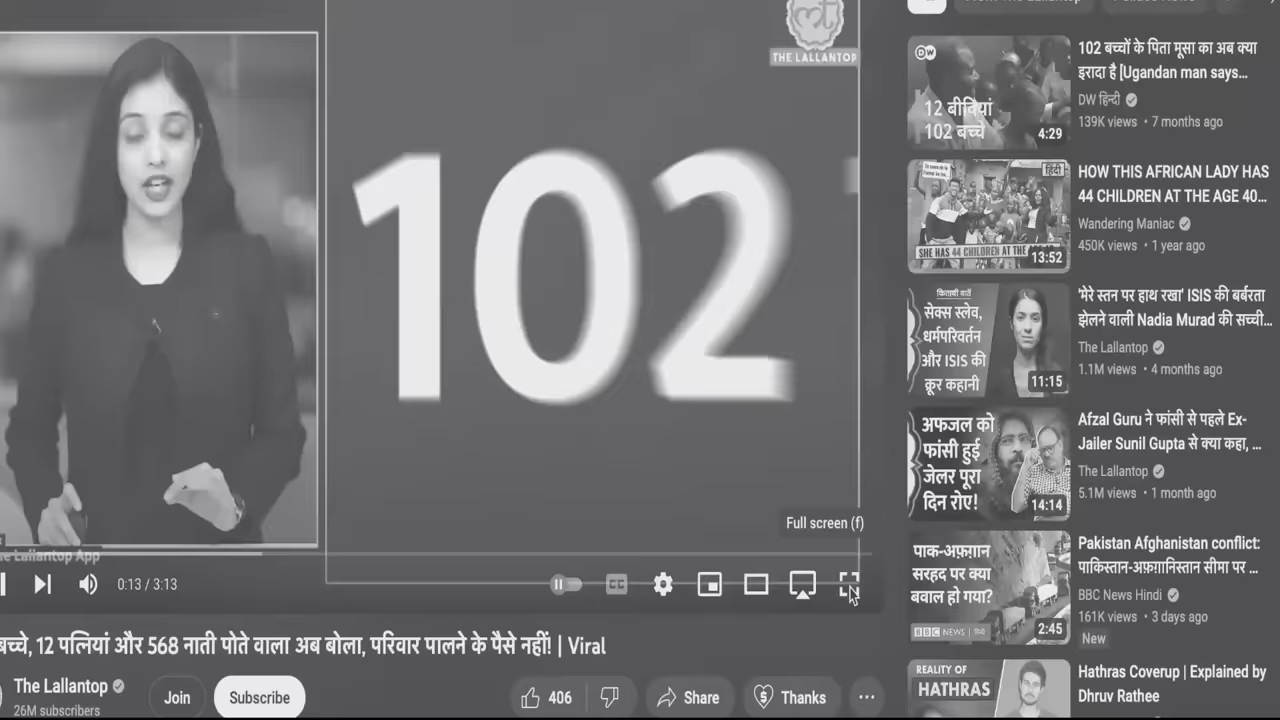 THE LALLANTOP
102
Full screen (f)
The Lallantop App
0:13 / 3:13
CC
बच्चे, 12 पत्नियां और 568 नाती पोते वाला अब बोला, परिवार पालने के पैसे नहीं! | Viral
The Lallantop
26M subscribers
Join
Subscribe
406
Share
Thanks
DW
12 बीवियां
102 बच्चे
4:29
102 बच्चों के पिता मूसा का अब क्या
इरादा है [Ugandan man says...
DW हिन्दी
139K views • 7 months ago
हिंदी
SHE HAS 44 CHILDREN AT THE
13:52
HOW THIS AFRICAN LADY HAS
44 CHILDREN AT THE AGE 40...
Wandering Maniac
450K views • 1 year ago
किताबी बातें
सेक्स स्लेव,
धर्मपरिवर्तन
और ISIS की
क्रूर कहानी
11:15
'मेरे स्तन पर हाथ रखा' ISIS की बर्बरता
झेलने वाली Nadia Murad की सच्ची...
The Lallantop
1.1M views • 4 months ago
अफजल को
फांसी हुई
जेलर पूरा
दिन रोए!
14:14
Afzal Guru ने फांसी से पहले Ex-
Jailer Sunil Gupta से क्या कहा, ...
The Lallantop
5.1M views • 1 month ago
पाक-अफ़ग़ान
सरहद पर क्या
बवाल हो गया?
BBC NEWS हिन्दी
2:45
Pakistan Afghanistan conflict:
पाकिस्तान-अफ़ग़ानिस्तान सीमा पर ...
BBC News Hindi
161K views • 3 days ago
New
REALITY OF
HATHRAS
Hathras Coverup | Explained by
Dhruv Rathee